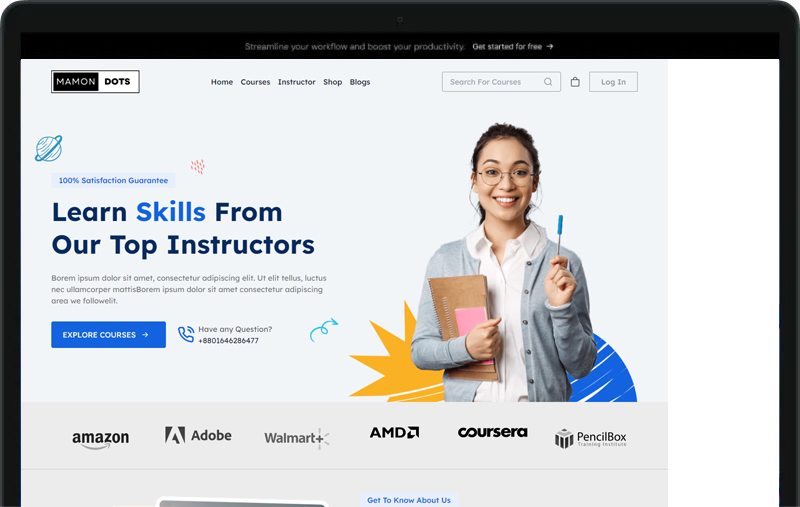 Streamline your workflow and boost your productivity. Get started for free →
MAMON DOTS
Home Courses Instructor Shop Blogs
Search For Courses
Log In
100% Satisfaction Guarantee
Learn Skills From
Our Top Instructors
Borem ipsum dolor sit amet, consectetur adipiscing elit. Ut elit tellus, luctus
nec ullamcorper mattisBorem ipsum dolor sit amet consectetur adipiscing
area we followelit.
EXPLORE COURSES →
Have any Question?
+8801646286477
amazon
Adobe
Walmart+
AMD
coursera
PencilBox
Training Institute
Get To Know About Us